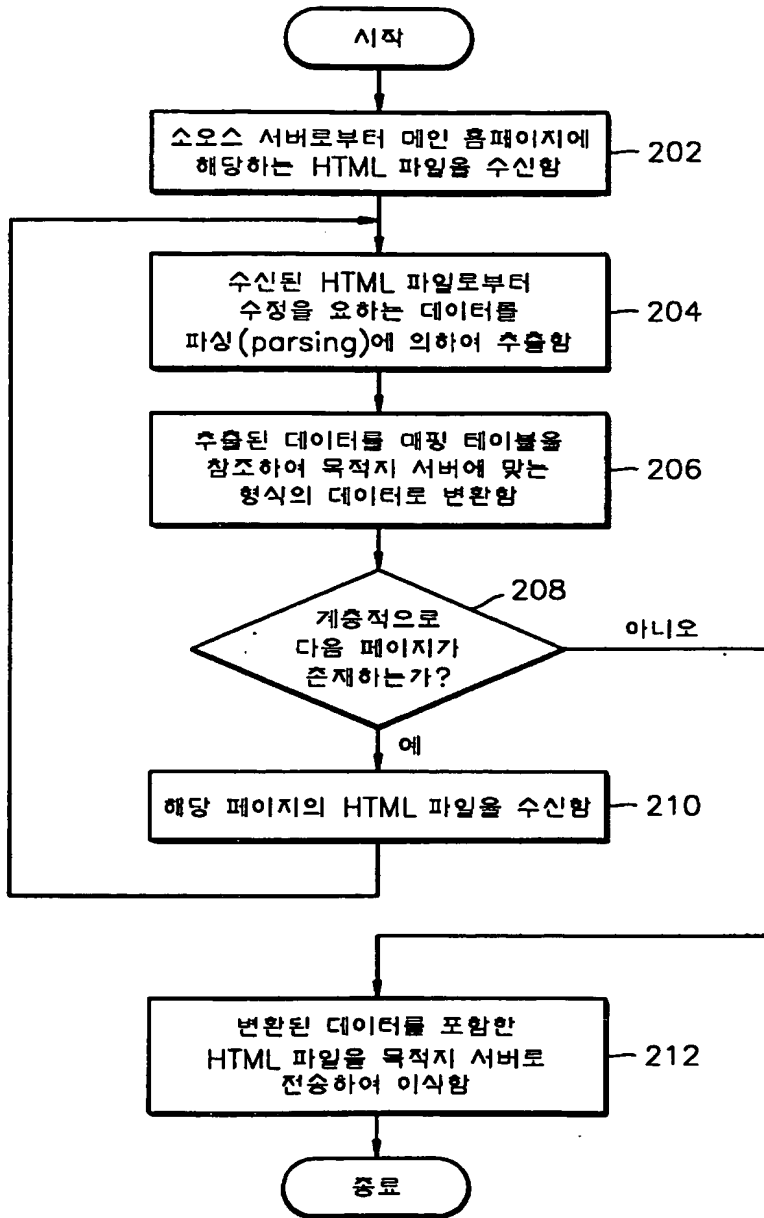 시작
소오스 서버로부터 메인 홈페이지에
해당하는 HTML 파일을 수신함
202
수신된 HTML 파일로부터
수정을 요하는 데이터를
파싱(parsing)에 의하여 추출함
204
추출된 데이터를 매핑 테이블을
참조하여 목적지 서버에 맞는
형식의 데이터로 변환함
206
208
계층적으로
다음 페이지가
존재하는가?
아니오
예
해당 페이지의 HTML 파일을 수신함
210
변환된 데이터를 포함한
HTML 파일을 목적지 서버로
전송하여 이식함
212
종료